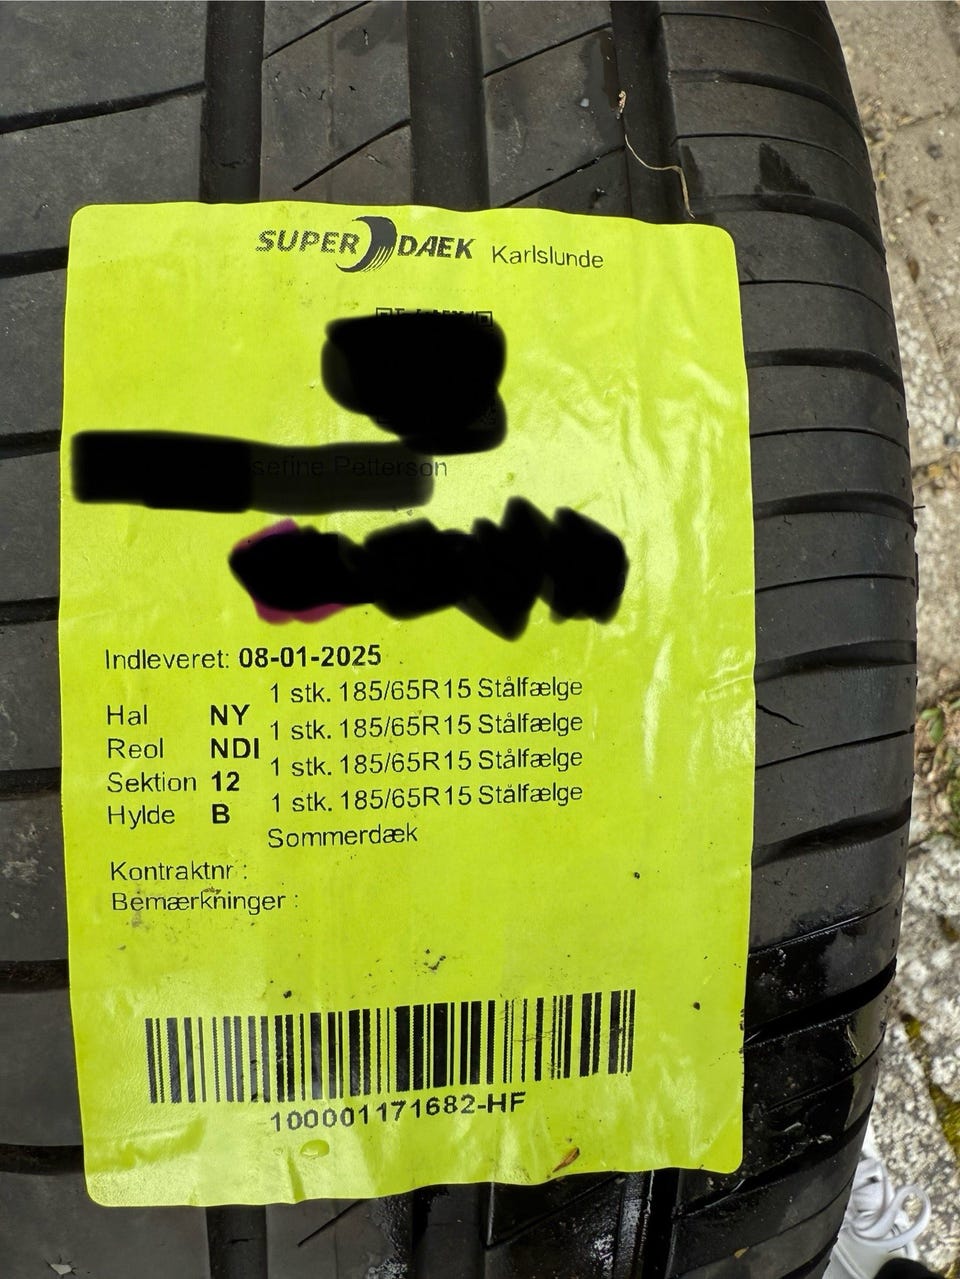 SUPER DÆK Karlslunde
Indleveret: 08-01-2025
1 stk. 185/65R15 Stålfælge
Hal NY
1 stk. 185/65R15 Stålfælge
Reol NDI
1 stk. 185/65R15 Stålfælge
Sektion 12
1 stk. 185/65R15 Stålfælge
Hylde B
Sommerdæk
Kontraktnr :
Bemærkninger :
100001171682-HF